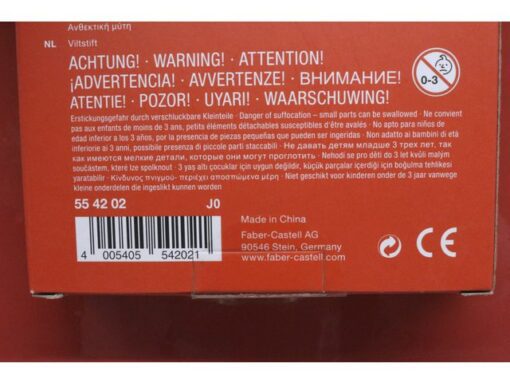 Ανθεκτική μύτη
NL Viltstift
ACHTUNG! · WARNING! · ATTENTION!
¡ADVERTENCIA! · AVVERTENZE! · ВНИМАНИЕ!
ATENTIE! · POZOR! · UYARI! · WAARSCHUWING!
Erstickungsgefahr durch verschluckbare Kleinteile · Danger of suffocation – small parts can be swallowed · Ne convient
pas aux enfants de moins de 3 ans, petits éléments détachables susceptibles d'être avalés · No apto para niños de
edad inferior a los 3 años, por la presencia de piezas pequeñas que pueden ser ingeridas · Non adatto ai bambini di età
inferiore ai 3 anni, possibile presenza di piccole parti staccabili · Не давать детям младше 3 трех лет, так
как имеются мелкие детали, которые они могут проглотить · Nehodí se pro děti do 3 let kvůli malým
součástem, které lze spolknout · 3 yaş altı çocuklar için uygun değildir, küçük parçalar içerdiği için boğulma tehlikesi
yaratabilir · Κίνδυνος πνιγμού- περιέχει αποσπώμενα μέρη · Niet geschikt voor kinderen onder de 3 jaar vanwege
kleine onderdelen die ingeslikt kunnen worden
0-3
55 42 02 J0
4 005405 542021
Made in China
Faber-Castell AG
90546 Stein, Germany
www.faber-castell.com
CE